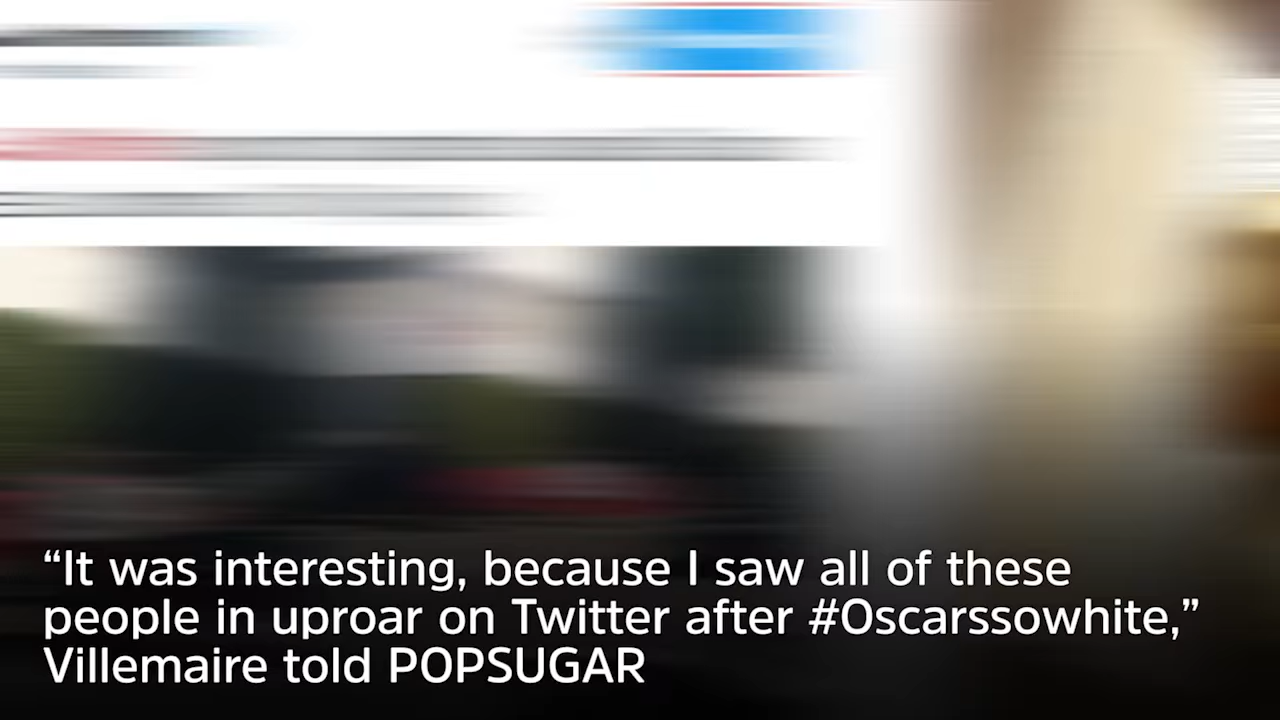 “It was interesting, because I saw all of these
people in uproar on Twitter after #Oscarssowhite,”
Villemaire told POPSUGAR